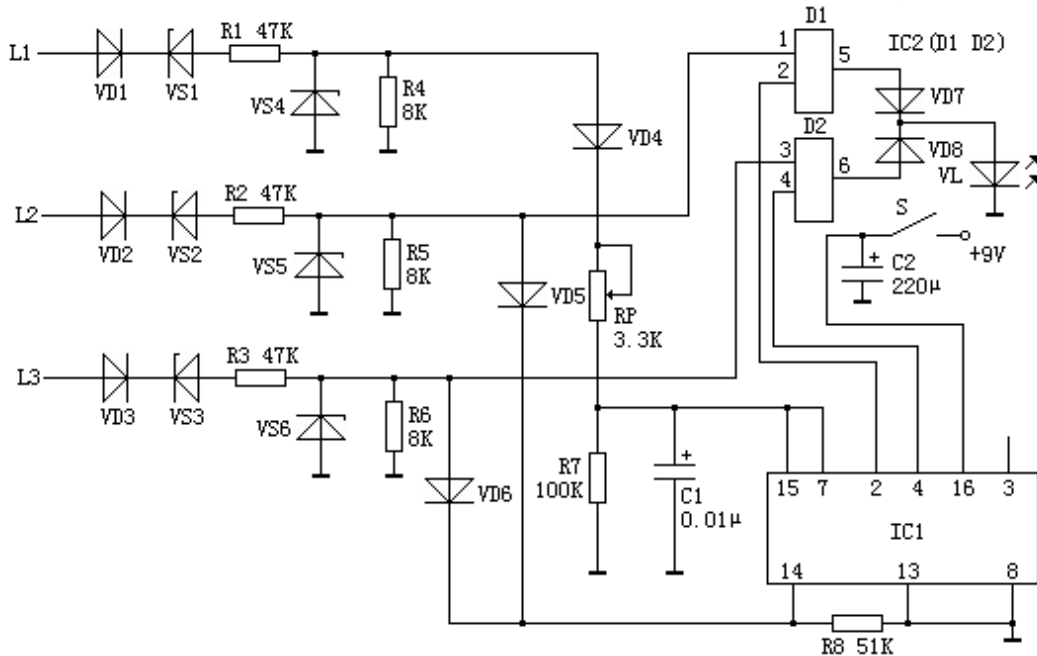 L1
VD1
VS1
R1 47K
VS4
R4
8K
VD4
D1
1
2
5
IC2(D1 D2)
VD7
D2
3
4
6
VD8
VL
L2
VD2
VS2
R2 47K
VS5
R5
8K
VD5
RP
3.3K
S
+9V
+
C2
220μ
L3
VD3
VS3
R3 47K
VS6
R6
8K
VD6
R7
100K
+
C1
0.01μ
15
7
2
4
16
3
IC1
14
13
8
R8 51K